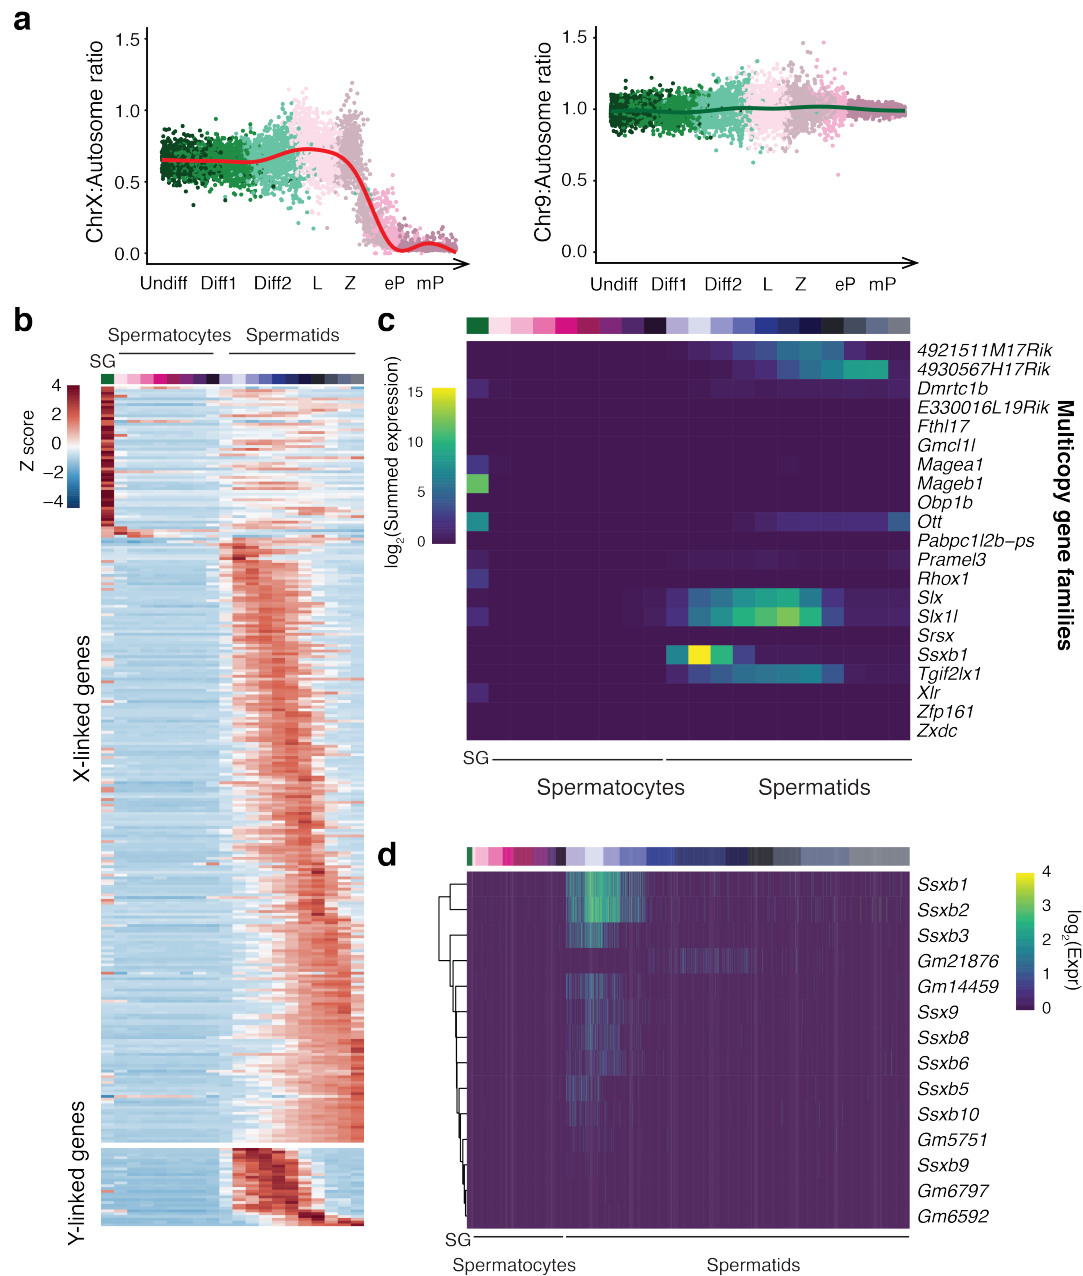 a
ChrX:Autosome ratio
1.5
1.0
0.5
0.0
Undiff Diff1 Diff2 L Z eP mP
Chr9:Autosome ratio
1.5
1.0
0.5
0.0
Undiff Diff1 Diff2 L Z eP mP
b
Spermatocytes Spermatids
SG
Z score
4
2
0
−2
−4
X-linked genes
Y-linked genes
c
log2(Summed expression)
15
10
5
0
4921511M17Rik
4930567H17Rik
Dmrtc1b
E330016L19Rik
Fthl17
Gmcl1l
Magea1
Mageb1
Obp1b
Ott
Pabpc1l2b−ps
Pramel3
Rhox1
Slx
Slx1l
Srsx
Ssxb1
Tgif2lx1
Xlr
Zfp161
Zxdc
Multicopy gene families
SG
Spermatocytes Spermatids
d
Ssxb1
Ssxb2
Ssxb3
Gm21876
Gm14459
Ssx9
Ssxb8
Ssxb6
Ssxb5
Ssxb10
Gm5751
Ssxb9
Gm6797
Gm6592
4
3
2
1
0
log2(Expr)
SG
Spermatocytes Spermatids